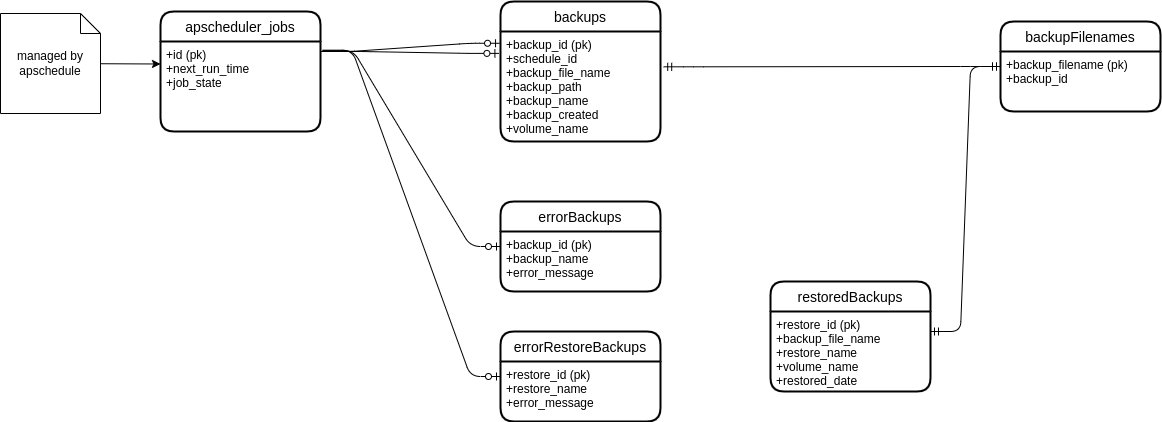 managed by
apschedule
apscheduler_jobs
+id (pk)
+next_run_time
+job_state
backups
+backup_id (pk)
+schedule_id
+backup_file_name
+backup_path
+backup_name
+backup_created
+volume_name
backupFilenames
+backup_filename (pk)
+backup_id
errorBackups
+backup_id (pk)
+backup_name
+error_message
restoredBackups
+restore_id (pk)
+backup_file_name
+restore_name
+volume_name
+restored_date
errorRestoreBackups
+restore_id (pk)
+restore_name
+error_message